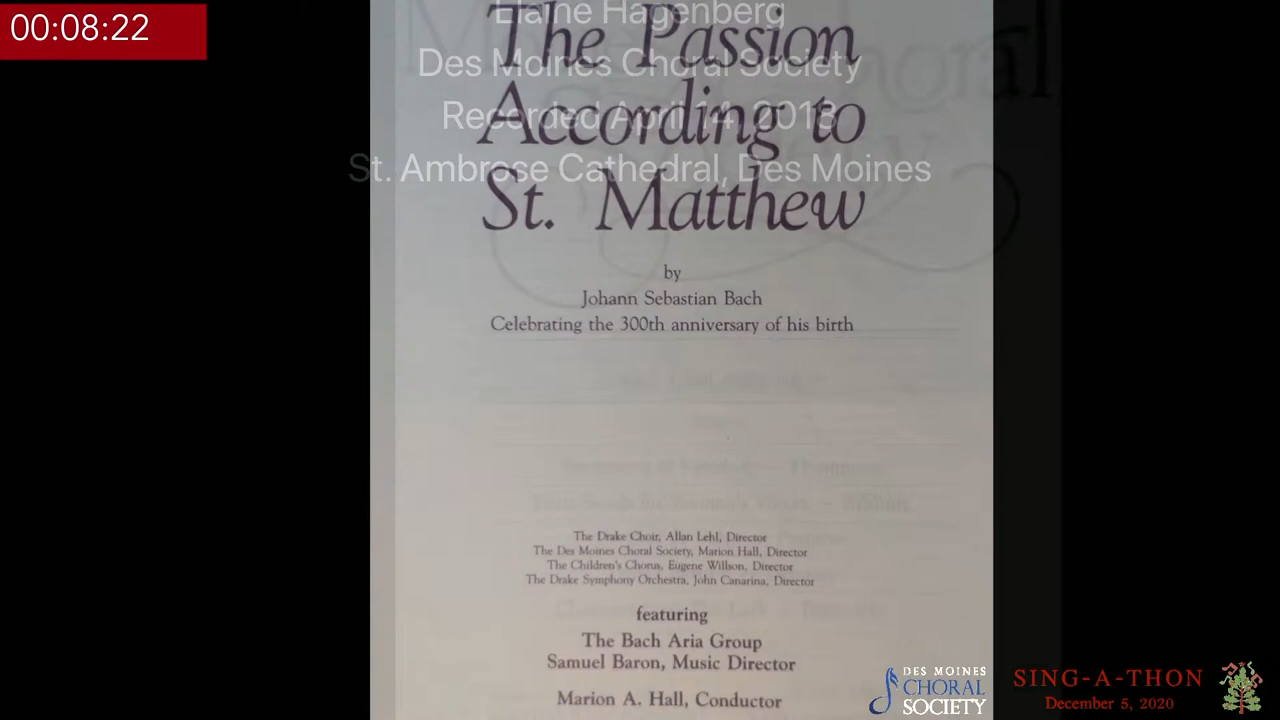 00:08:22
Elaine Hagenberg
Des Moines Choral Society
Recorded April 14, 2018
St. Ambrose Cathedral, Des Moines
The Passion
According to
St. Matthew
by
Johann Sebastian Bach
Celebrating the 300th anniversary of his birth
The Drake Choir, Allan Lehl, Director
The Des Moines Choral Society, Marion Hall, Director
The Children's Chorus, Eugene Willson, Director
The Drake Symphony Orchestra, John Canarina, Director
featuring
The Bach Aria Group
Samuel Baron, Music Director
Marion A. Hall, Conductor
DES MOINES
CHORAL
SOCIETY
SING-A-THON
December 5, 2020